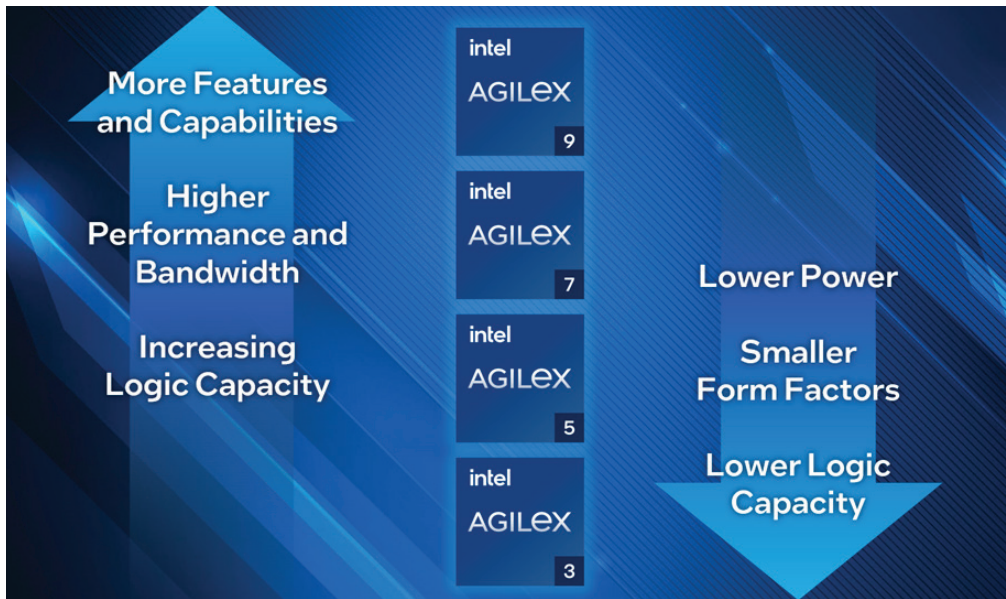 More Features
and Capabilities
Higher
Performance and
Bandwidth
Increasing
Logic Capacity
intel
AGILEX
9
intel
AGILEX
7
intel
AGILEX
5
intel
AGILEX
3
Lower Power
Smaller
Form Factors
Lower Logic
Capacity